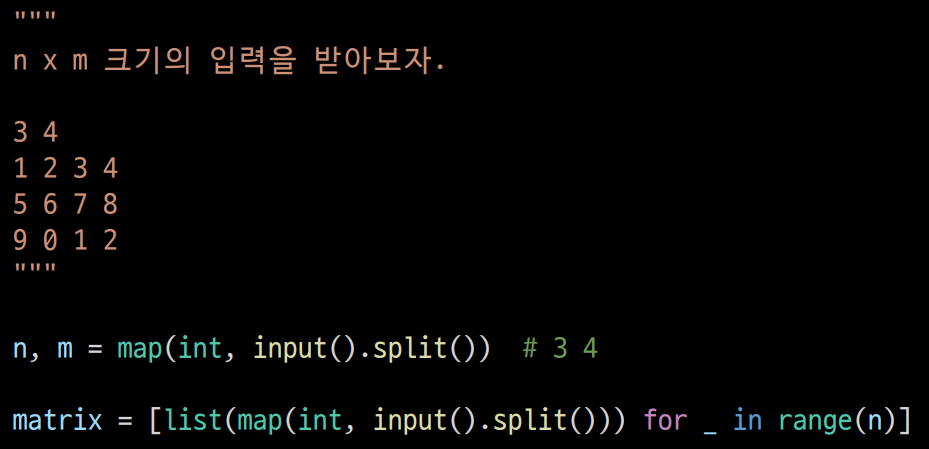 """
n x m 크기의 입력을 받아보자.
3 4
1 2 3 4
5 6 7 8
9 0 1 2
"""
n, m = map(int, input().split())  # 3 4
matrix = [list(map(int, input().split())) for _ in range(n)]